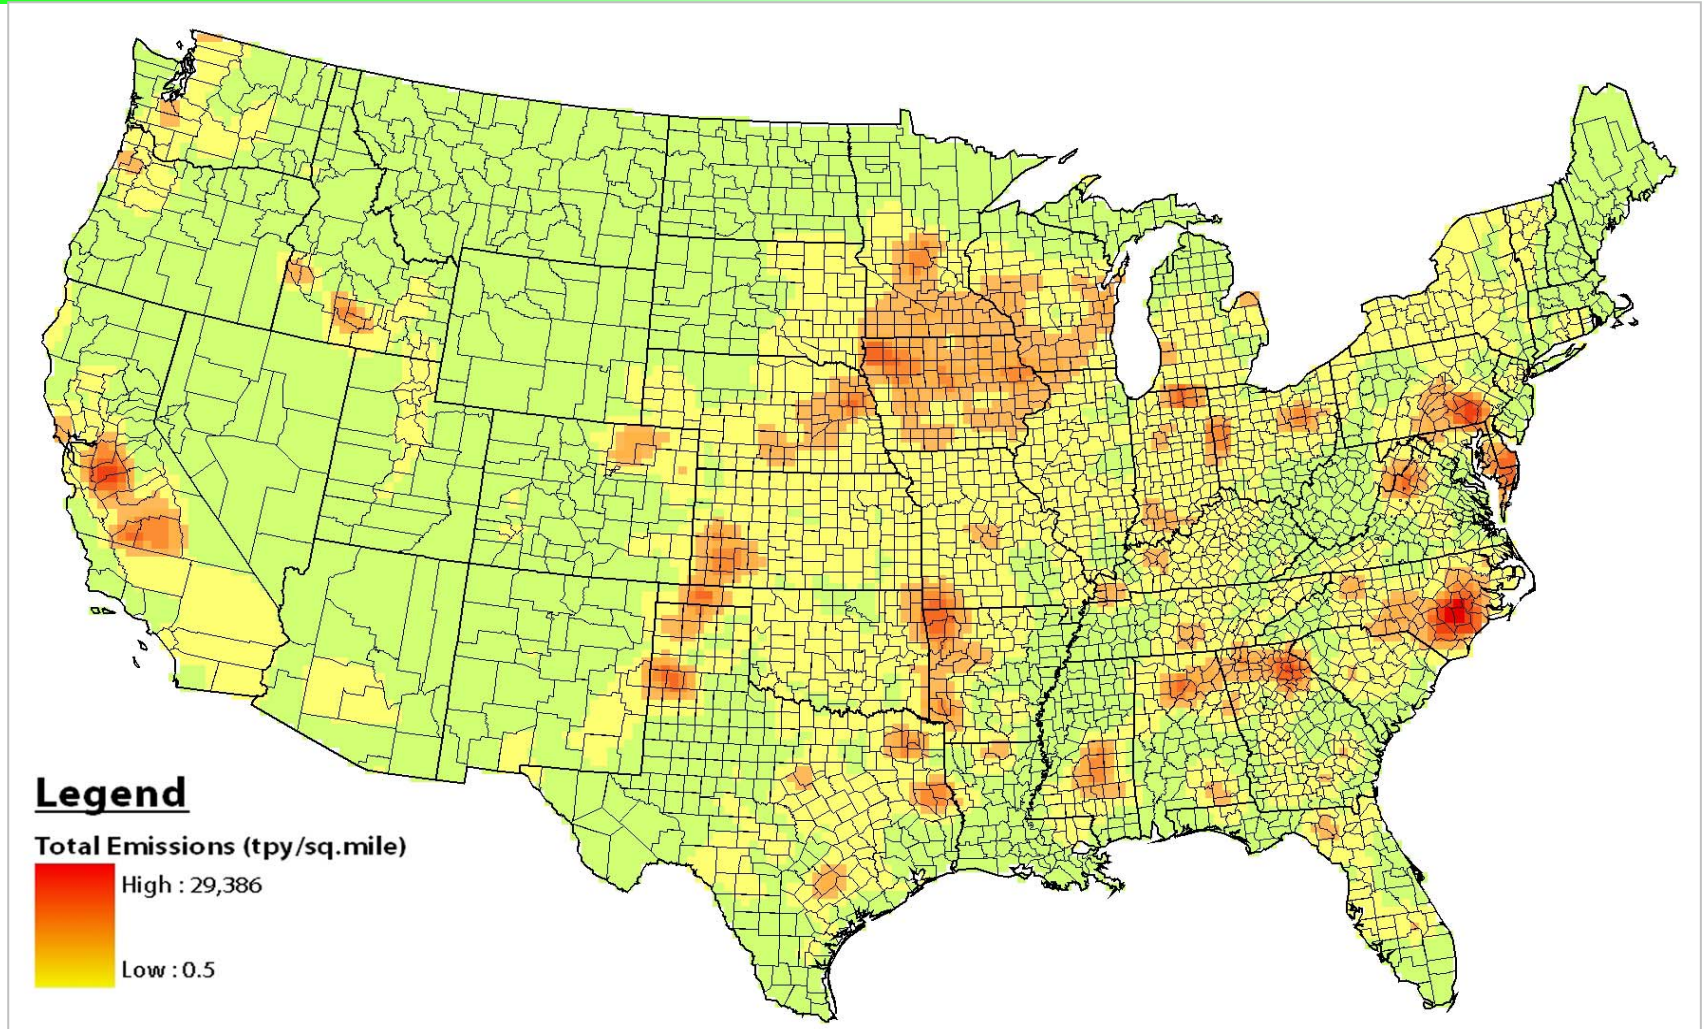 Legend
Total Emissions (tpy/sq.mile)
High : 29,386
Low : 0.5